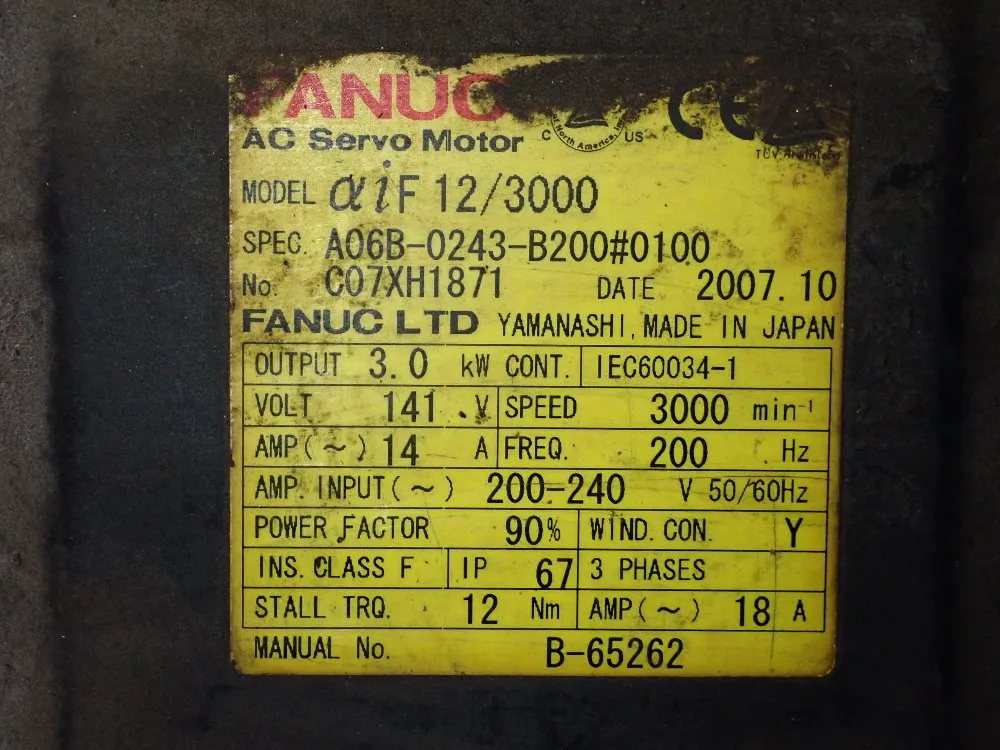 FANUC
AC Servo Motor
C US
North America,
CE
TÜV
MODEL αiF 12/3000
SPEC. A06B-0243-B200#0100
No. C07XH1871 DATE 2007.10
FANUC LTD YAMANASHI, MADE IN JAPAN
OUTPUT 3.0 kW CONT. IEC60034-1
VOLT 141 V SPEED 3000 min-¹
AMP(~) 14 A FREQ. 200 Hz
AMP. INPUT(~) 200-240 V 50/60Hz
POWER FACTOR 90% WIND. CON. Y
INS. CLASS F IP 67 3 PHASES
STALL TRQ. 12 Nm AMP(~) 18 A
MANUAL No. B-65262